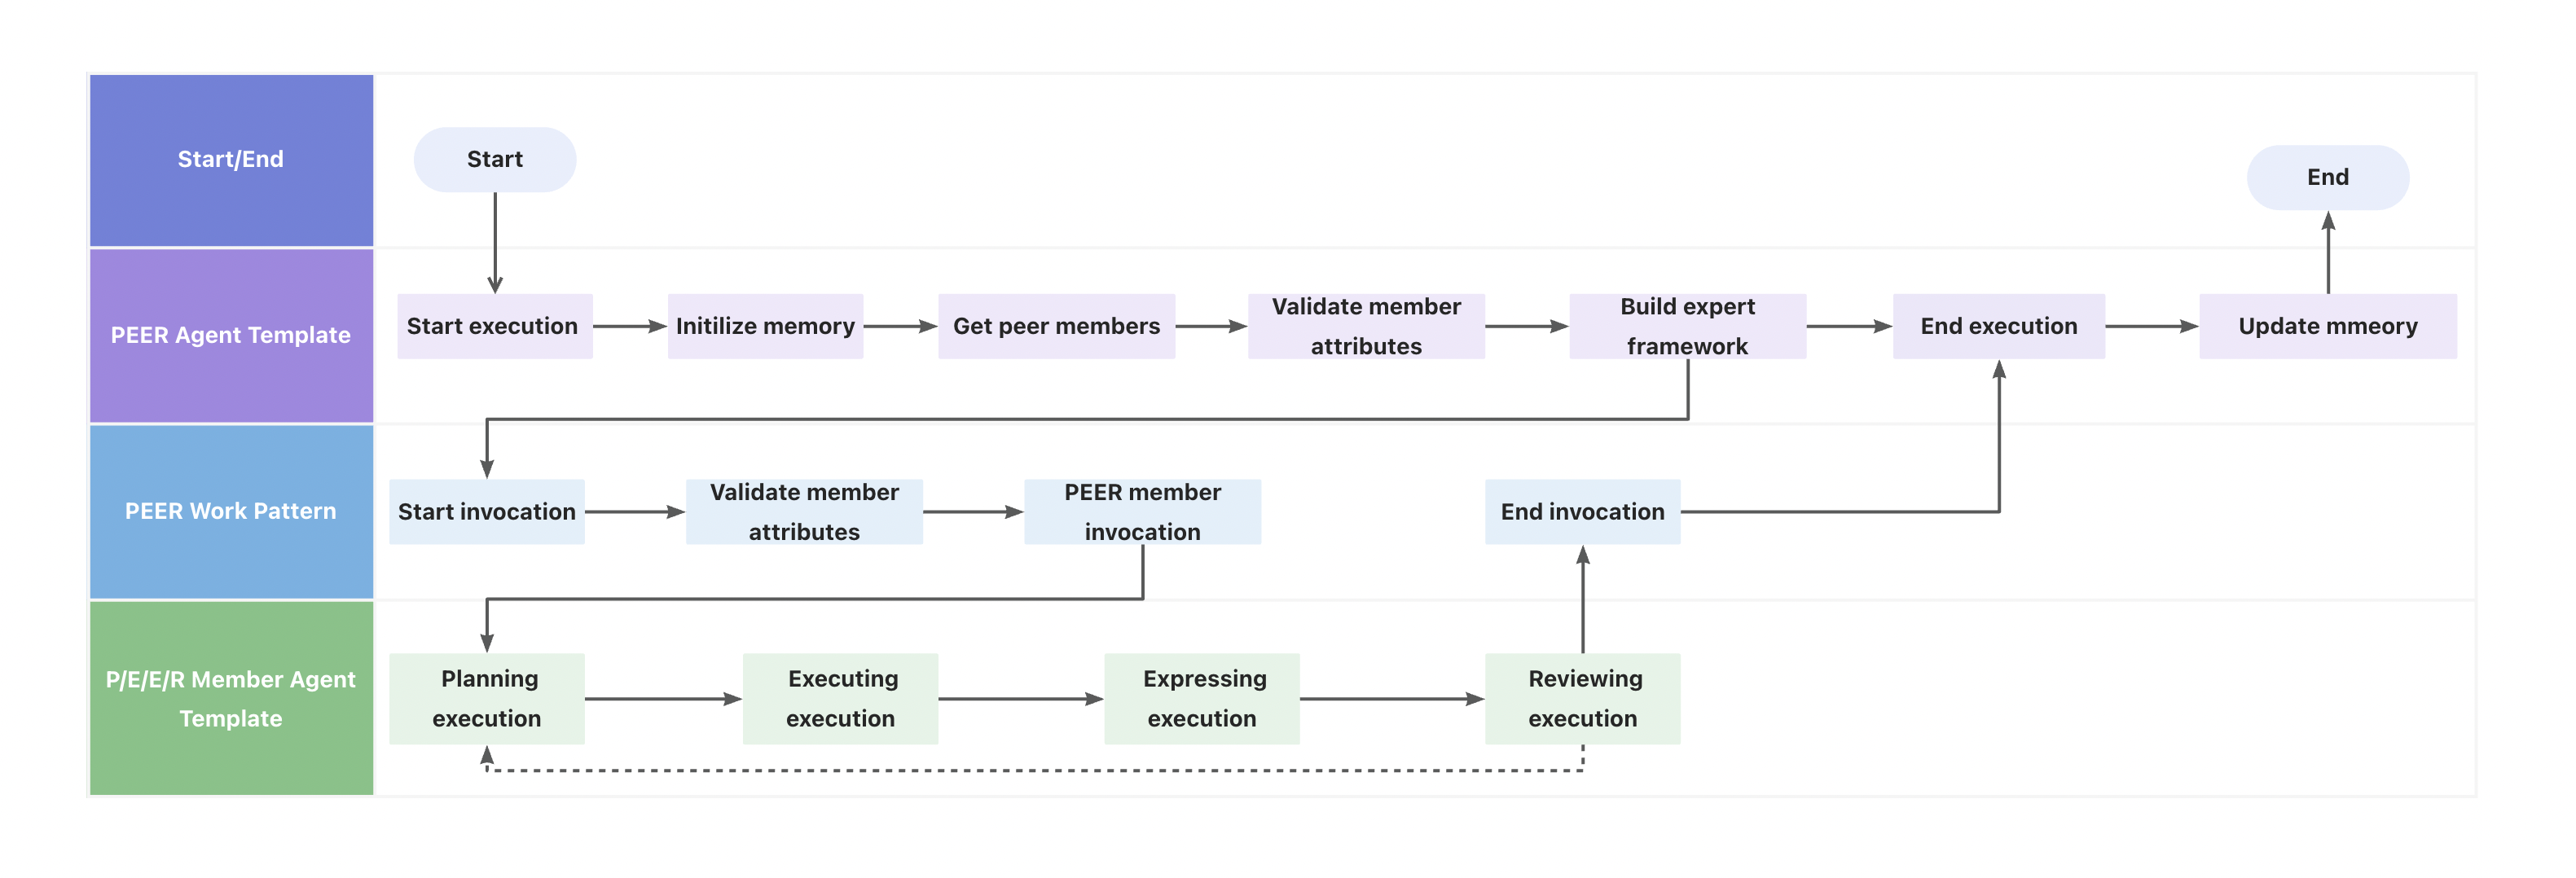 Start/End
Start
End
PEER Agent Template
Start execution
Initilize memory
Get peer members
Validate member
attributes
Build expert
framework
End execution
Update mmeory
PEER Work Pattern
Start invocation
Validate member
attributes
PEER member
invocation
End invocation
P/E/E/R Member Agent
Template
Planning
execution
Executing
execution
Expressing
execution
Reviewing
execution